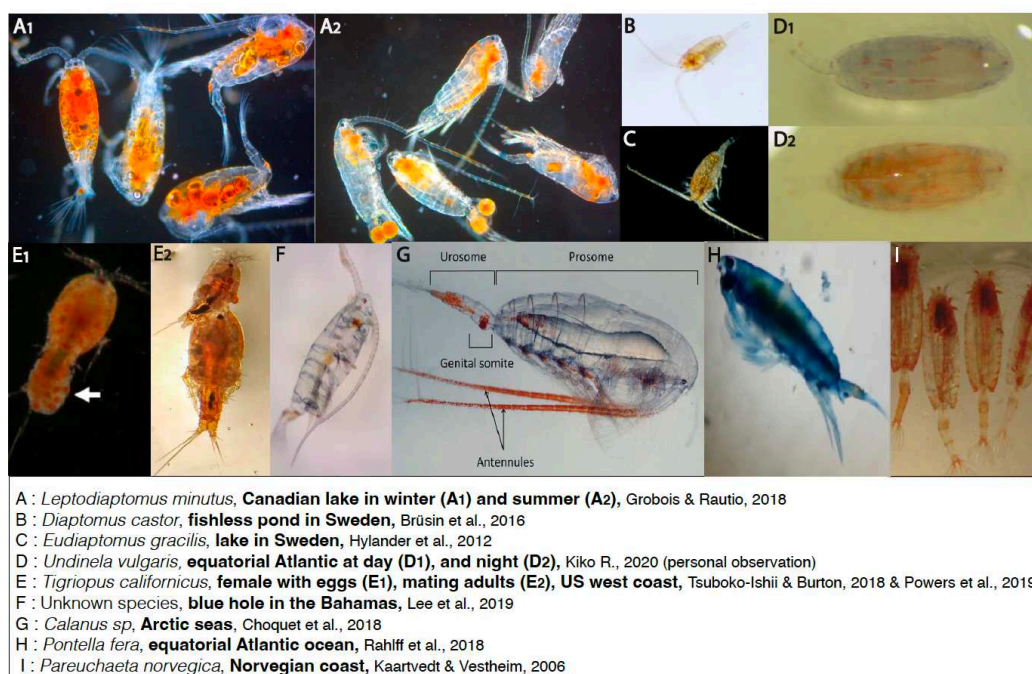 A1
A2
B
D1
C
D2
E1
E2
F
G
Urosome
Prosome
H
I
Genital somite
Antennules
A : Leptodiaptomus minutus, Canadian lake in winter (A1) and summer (A2), Grobois & Rautio, 2018
B : Diaptomus castor, fishless pond in Sweden, Brüsin et al., 2016
C : Eudiaptomus gracilis, lake in Sweden, Hylander et al., 2012
D : Undinela vulgaris, equatorial Atlantic at day (D1), and night (D2), Kiko R., 2020 (personal observation)
E : Tigriopus californicus, female with eggs (E1), mating adults (E2), US west coast, Tsuboko-Ishii & Burton, 2018 & Powers et al., 2019
F : Unknown species, blue hole in the Bahamas, Lee et al., 2019
G : Calanus sp, Arctic seas, Choquet et al., 2018
H : Pontella fera, equatorial Atlantic ocean, Rahlff et al., 2018
I : Pareuchaeta norvegica, Norwegian coast, Kaartvedt & Vestheim, 2006